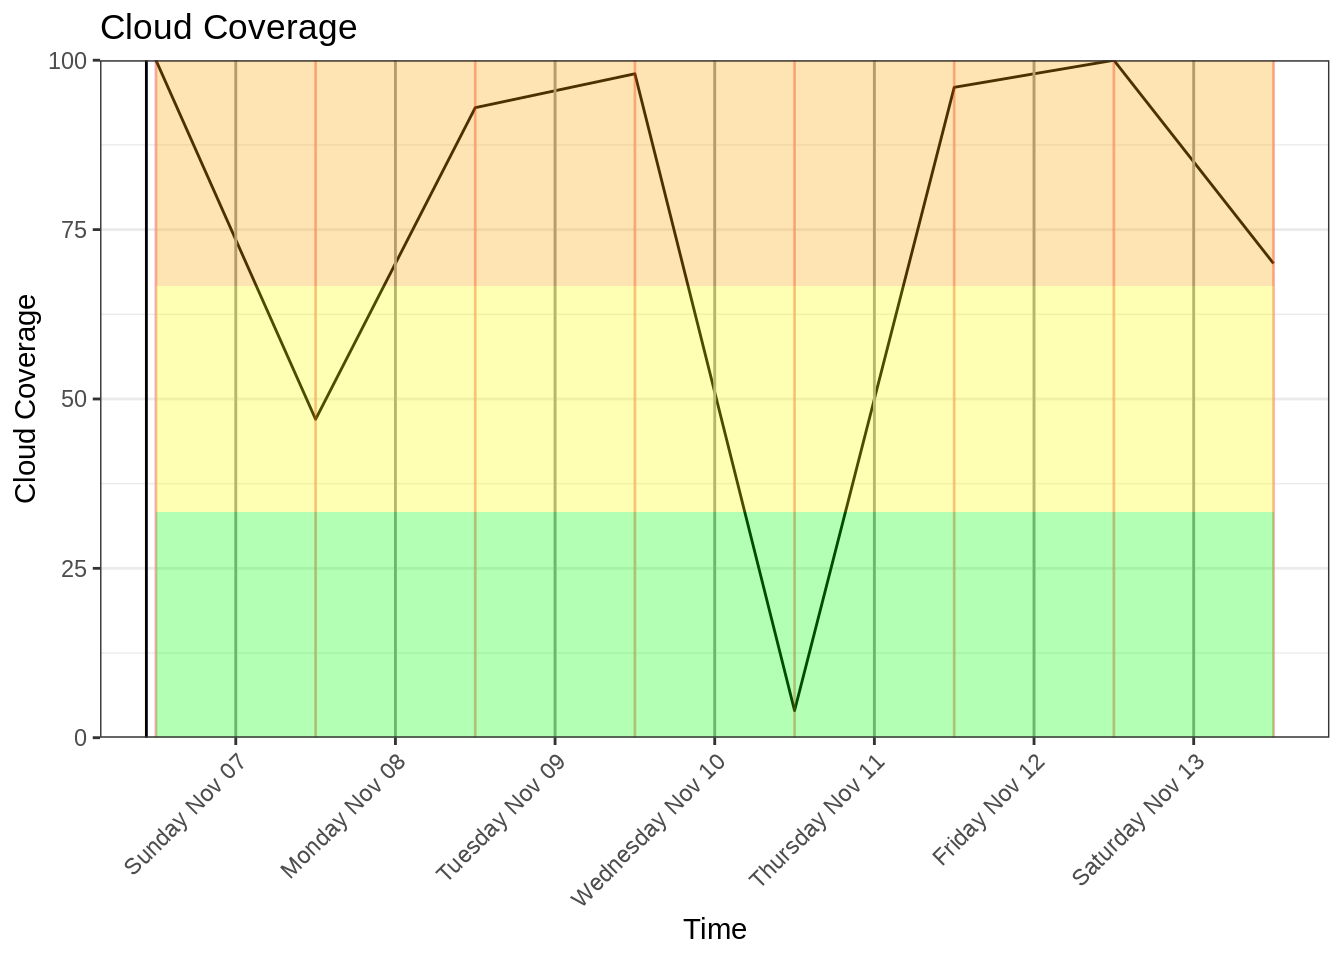 Cloud Coverage
Cloud Coverage
100
75
50
25
0
Sunday Nov 07
Monday Nov 08
Tuesday Nov 09
Wednesday Nov 10
Thursday Nov 11
Friday Nov 12
Saturday Nov 13
Time